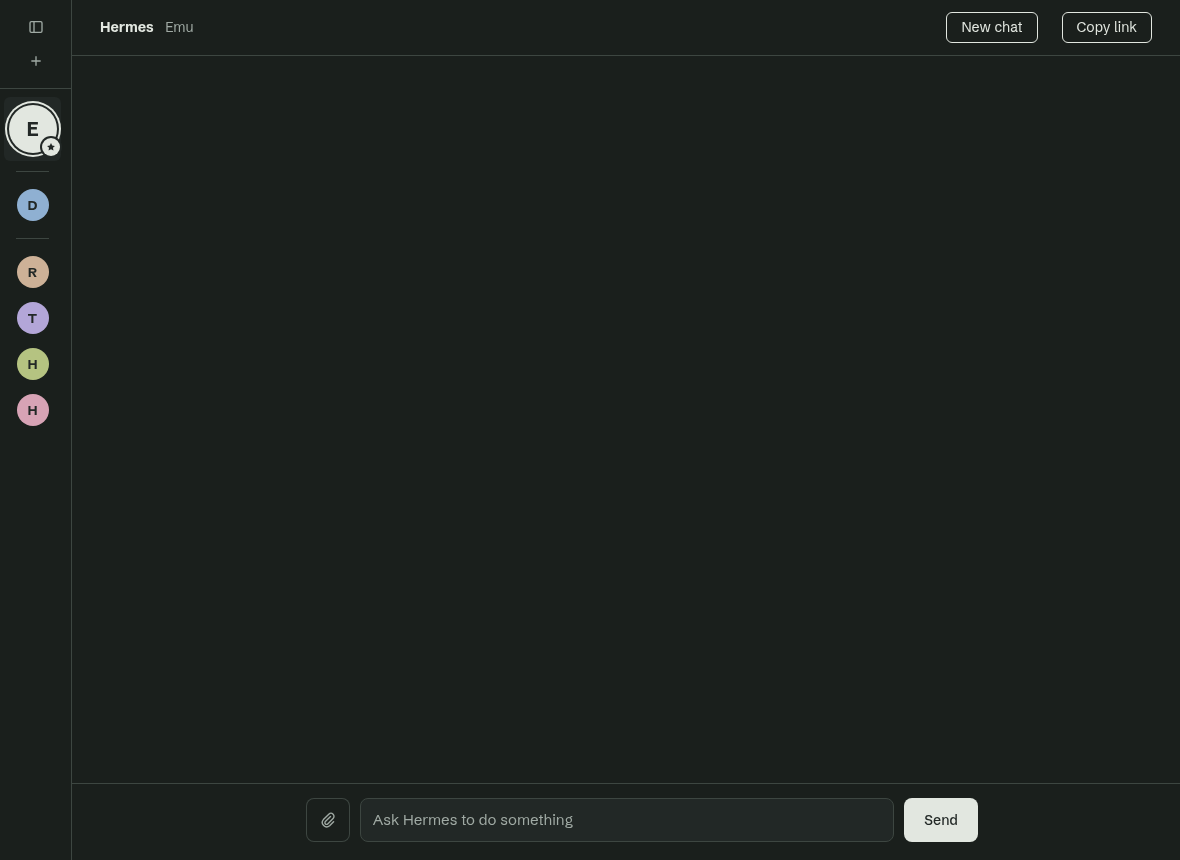 Hermes Emu
New chat
Copy link
E
D
R
T
H
H
Ask Hermes to do something
Send